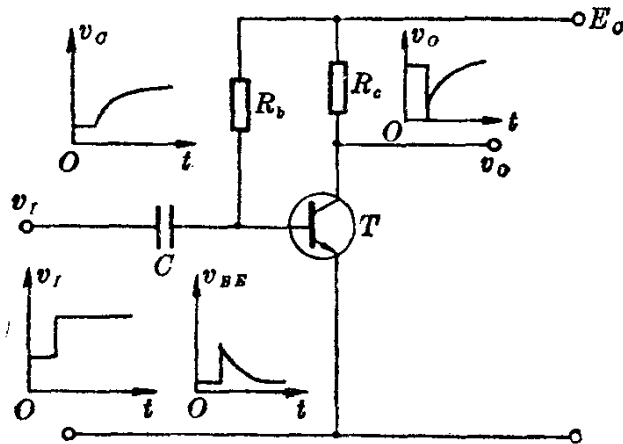 v_C
O t
R_b
R_c
E_C
v_O
O t
v_O
v_I
C
T
v_I
O t
v_BE
O t